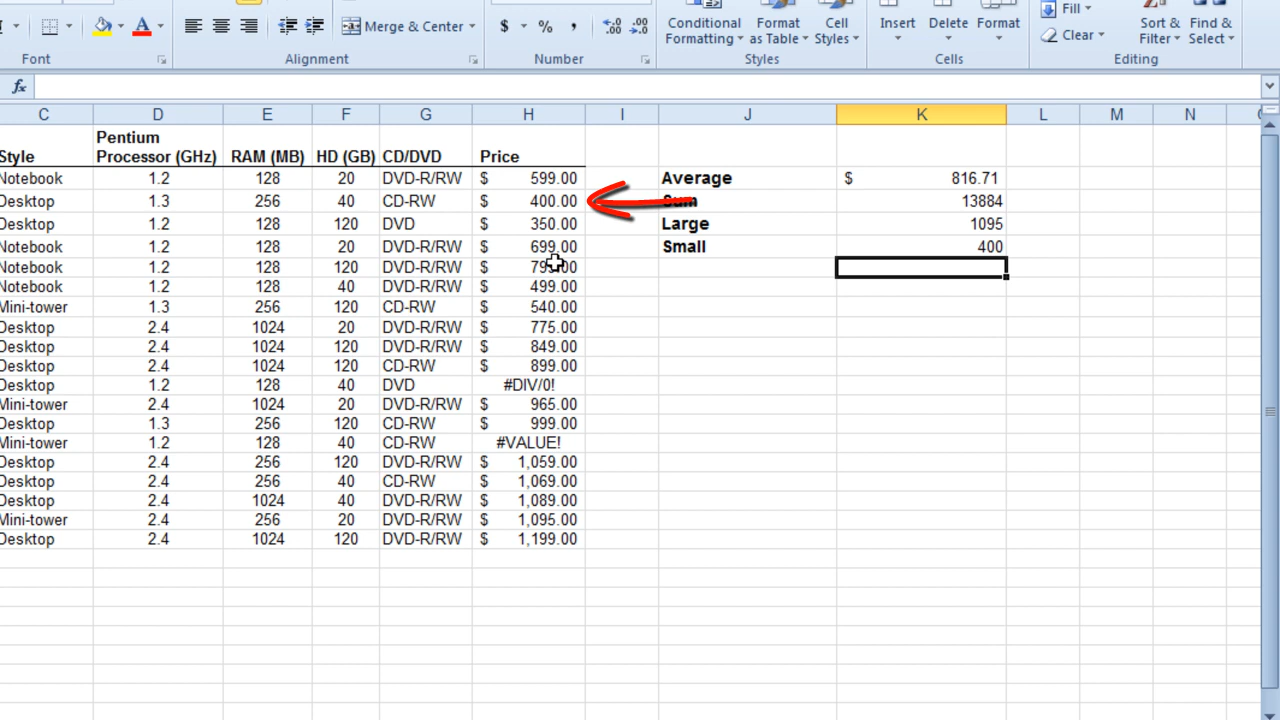 Merge & Center $ % , .00 .0 Fill Clear
Conditional Formatting Format as Table Cell Styles Insert Delete Format Sort & Filter Find & Select
Font Alignment Number Styles Cells Editing
fx
C D E F G H I J K L M N
Pentium
Style Processor (GHz) RAM (MB) HD (GB) CD/DVD Price
Notebook 1.2 128 20 DVD-R/RW $ 599.00 Average $ 816.71
Desktop 1.3 256 40 CD-RW $ 400.00 Sum 13884
Desktop 1.2 128 120 DVD $ 350.00 Large 1095
Notebook 1.2 128 20 DVD-R/RW $ 699.00 Small 400
Notebook 1.2 128 120 DVD-R/RW $
Notebook 1.2 128 40 DVD-R/RW $ 499.00
Mini-tower 1.3 256 120 CD-RW $ 540.00
Desktop 2.4 1024 20 DVD-R/RW $ 775.00
Desktop 2.4 1024 120 DVD-R/RW $ 849.00
Desktop 2.4 1024 120 CD-RW $ 899.00
Desktop 1.2 128 40 DVD #DIV/0!
Mini-tower 2.4 1024 20 DVD-R/RW $ 965.00
Desktop 1.3 256 120 CD-RW $ 999.00
Mini-tower 1.2 128 40 CD-RW #VALUE!
Desktop 2.4 256 120 DVD-R/RW $ 1,059.00
Desktop 2.4 256 40 CD-RW $ 1,069.00
Desktop 2.4 1024 40 DVD-R/RW $ 1,089.00
Mini-tower 2.4 256 20 DVD-R/RW $ 1,095.00
Desktop 2.4 1024 120 DVD-R/RW $ 1,199.00